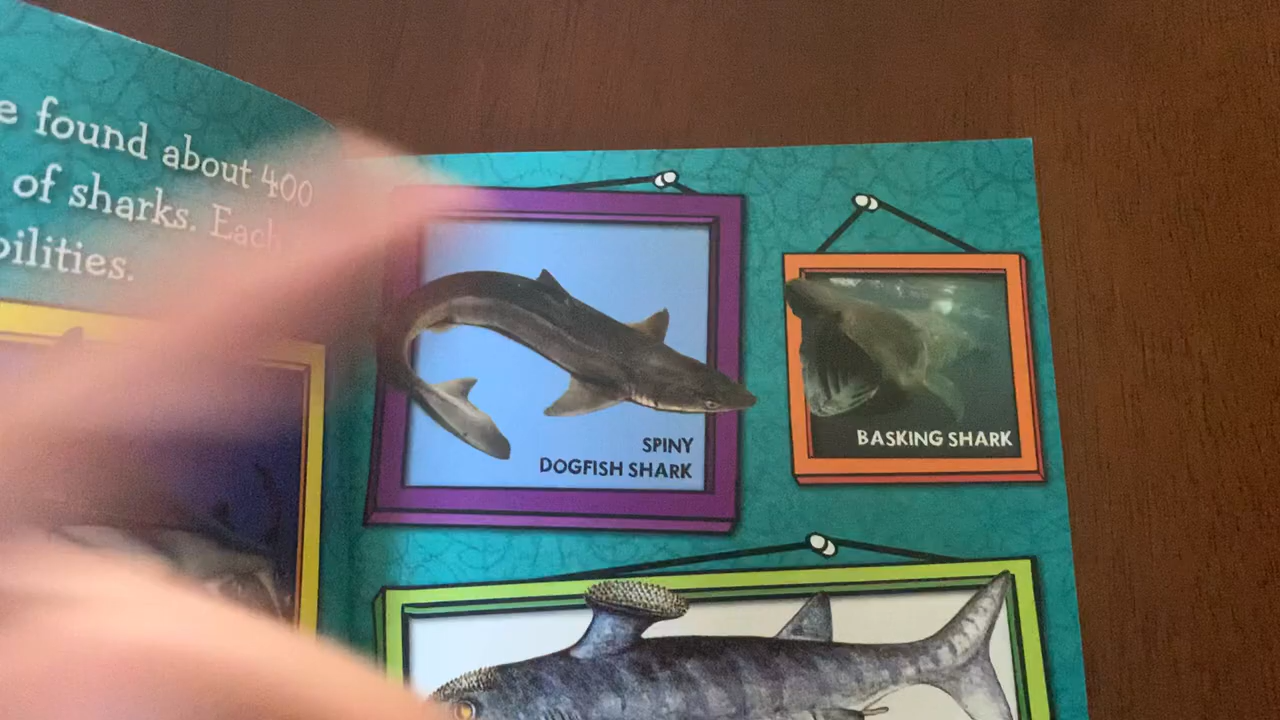 e found about 400
of sharks. Each
bilities.
SPINY
DOGFISH SHARK
BASKING SHARK